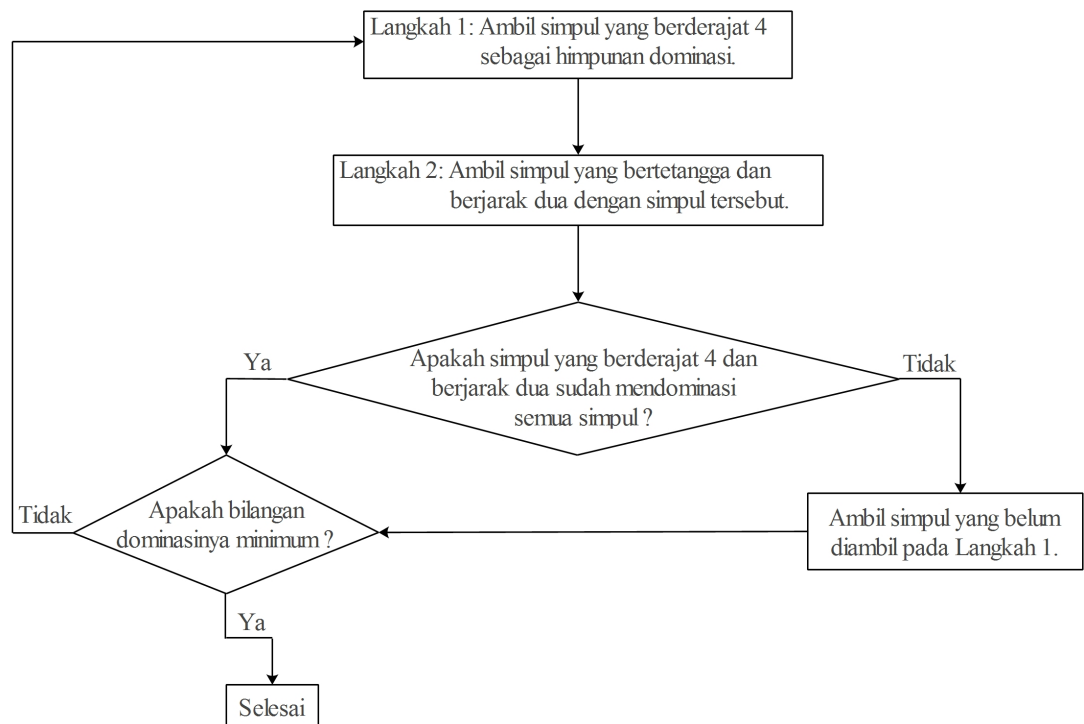 Langkah 1: Ambil simpul yang berderajat 4
sebagai himpunan dominasi.
Langkah 2: Ambil simpul yang bertetangga dan
berjarak dua dengan simpul tersebut.
Ya
Apakah simpul yang berderajat 4 dan
berjarak dua sudah mendominasi
semua simpul ?
Tidak
Tidak
Apakah bilangan
dominasinya minimum ?
Ambil simpul yang belum
diambil pada Langkah 1.
Ya
Selesai